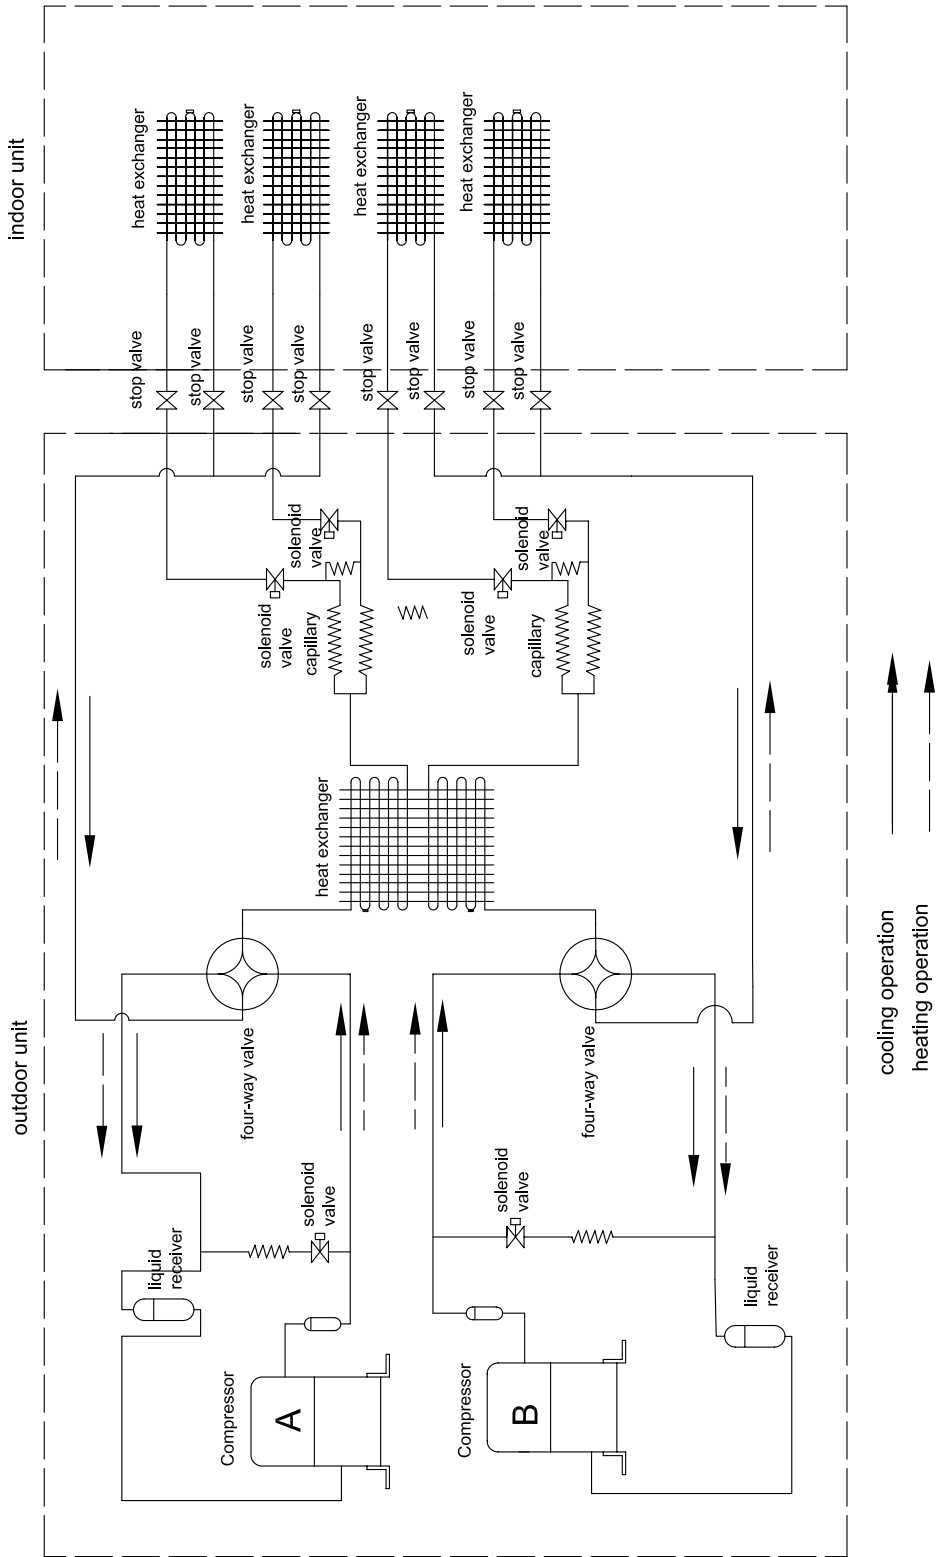 indoor unit
heat exchanger
heat exchanger
heat exchanger
heat exchanger
stop valve
stop valve
stop valve
stop valve
stop valve
stop valve
stop valve
stop valve
solenoid
valve
solenoid
valve
capillary
solenoid
valve
solenoid
valve
capillary
heat exchanger
outdoor unit
four-way valve
four-way valve
solenoid
valve
solenoid
valve
liquid
receiver
liquid
receiver
Compressor
A
Compressor
B
cooling operation
heating operation